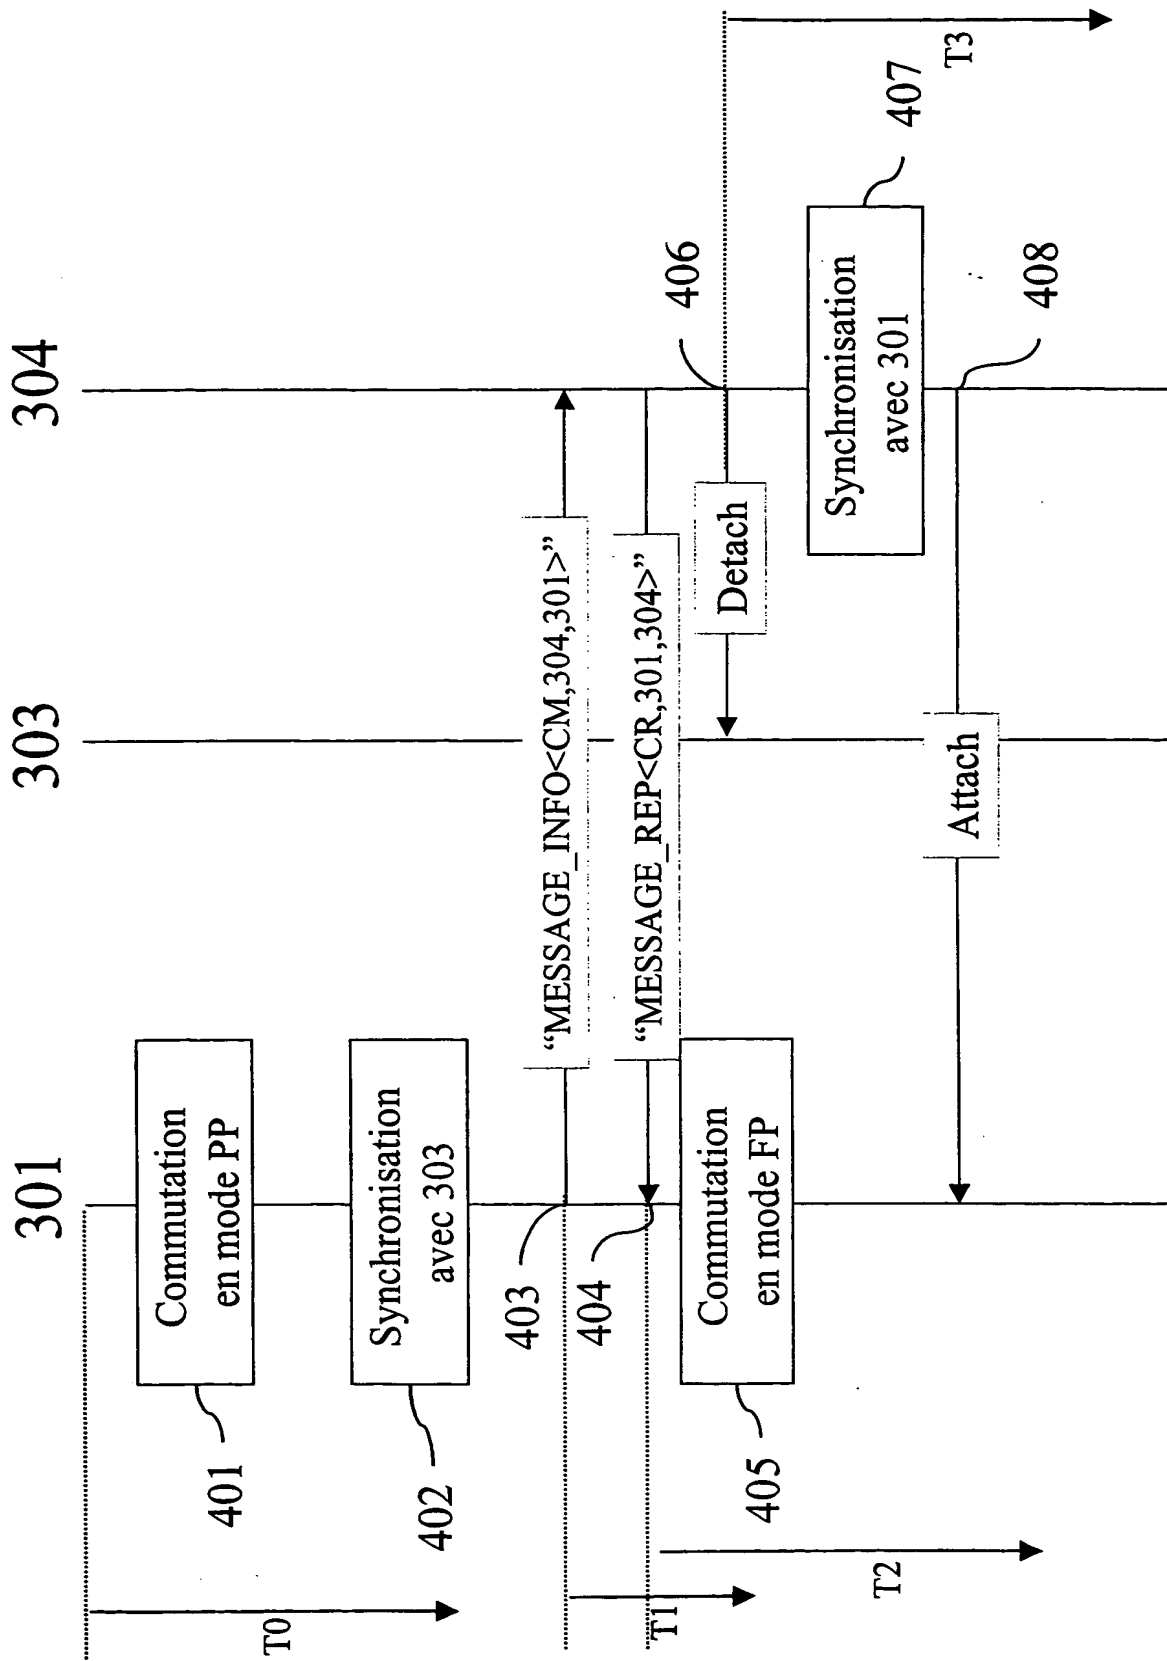 301
303
304
Commutation
en mode PP
401
Synchronisation
avec 303
402
T0
403
“MESSAGE_INFO<CM,304,301>”
404
“MESSAGE_REP<CR,301,304>”
T1
Commutation
en mode FP
405
T2
406
Detach
T3
Synchronisation
avec 301
407
Attach
408